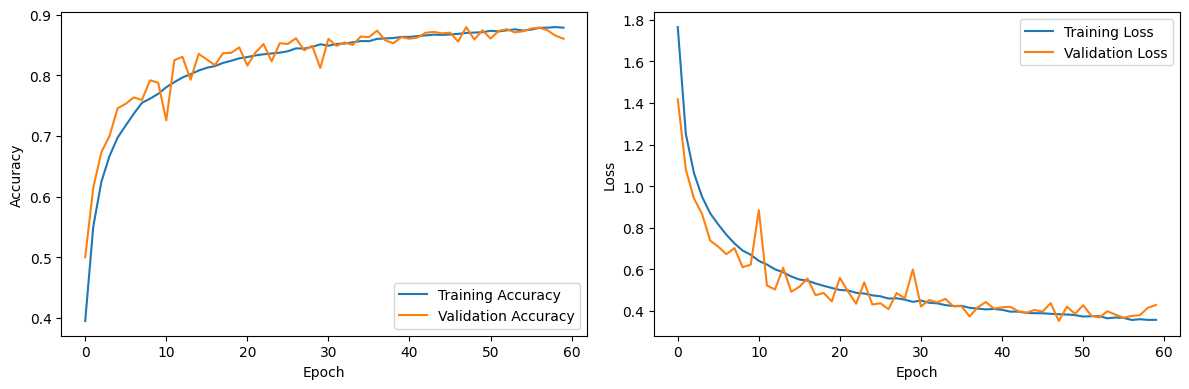 0.9
0.8
0.7
0.6
0.5
0.4
Accuracy
0 10 20 30 40 50 60
Epoch
Training Accuracy
Validation Accuracy
1.8
1.6
1.4
1.2
1.0
0.8
0.6
0.4
Loss
0 10 20 30 40 50 60
Epoch
Training Loss
Validation Loss